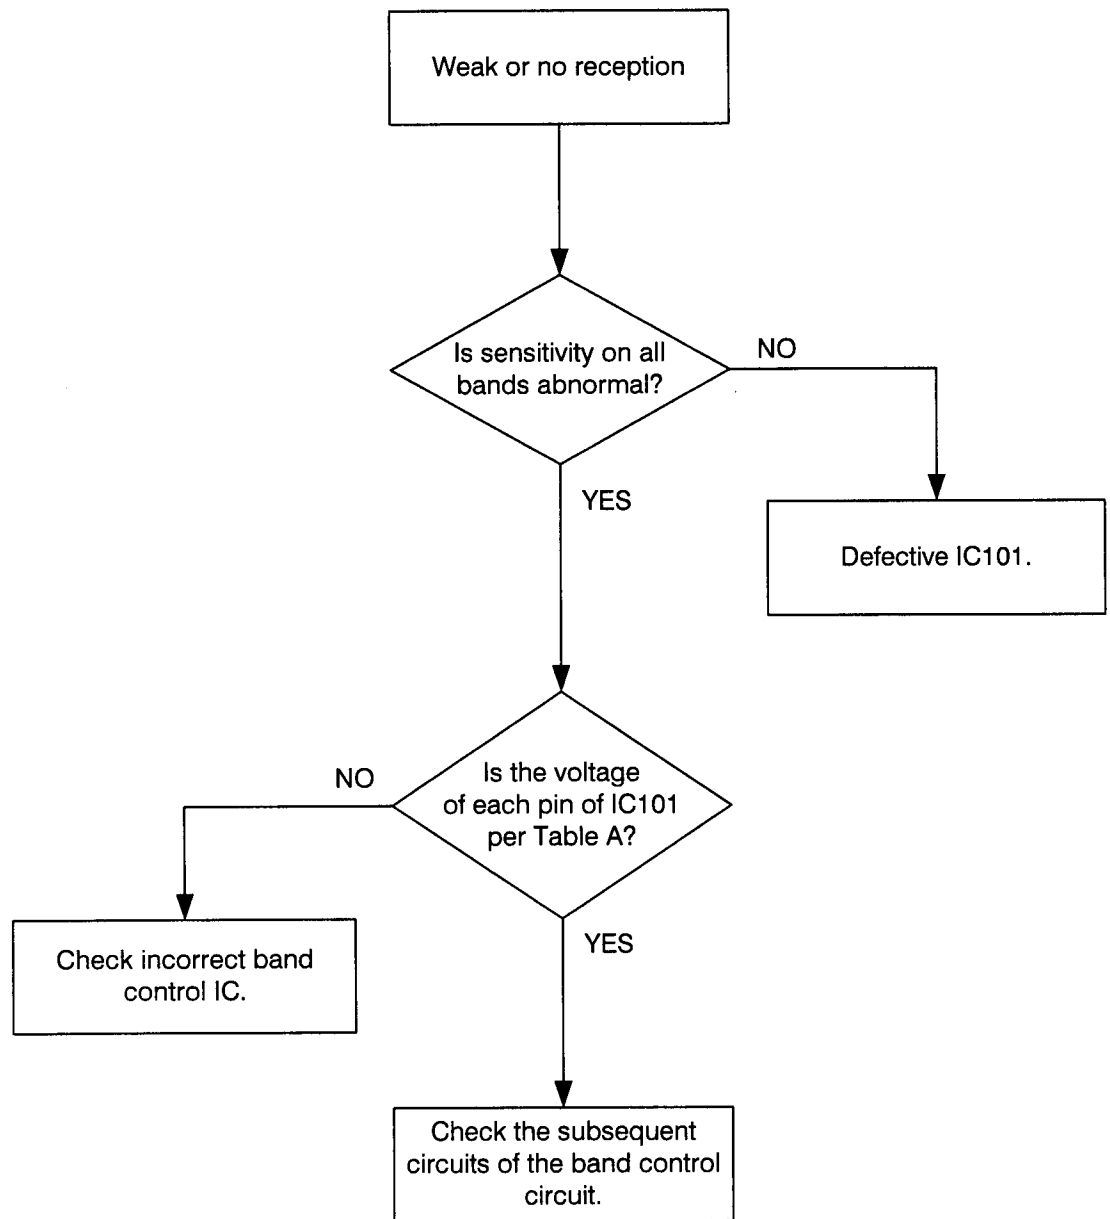 Weak or no reception
Is sensitivity on all
bands abnormal?
NO
YES
Defective IC101.
Is the voltage
of each pin of IC101
per Table A?
NO
YES
Check incorrect band
control IC.
Check the subsequent
circuits of the band control
circuit.